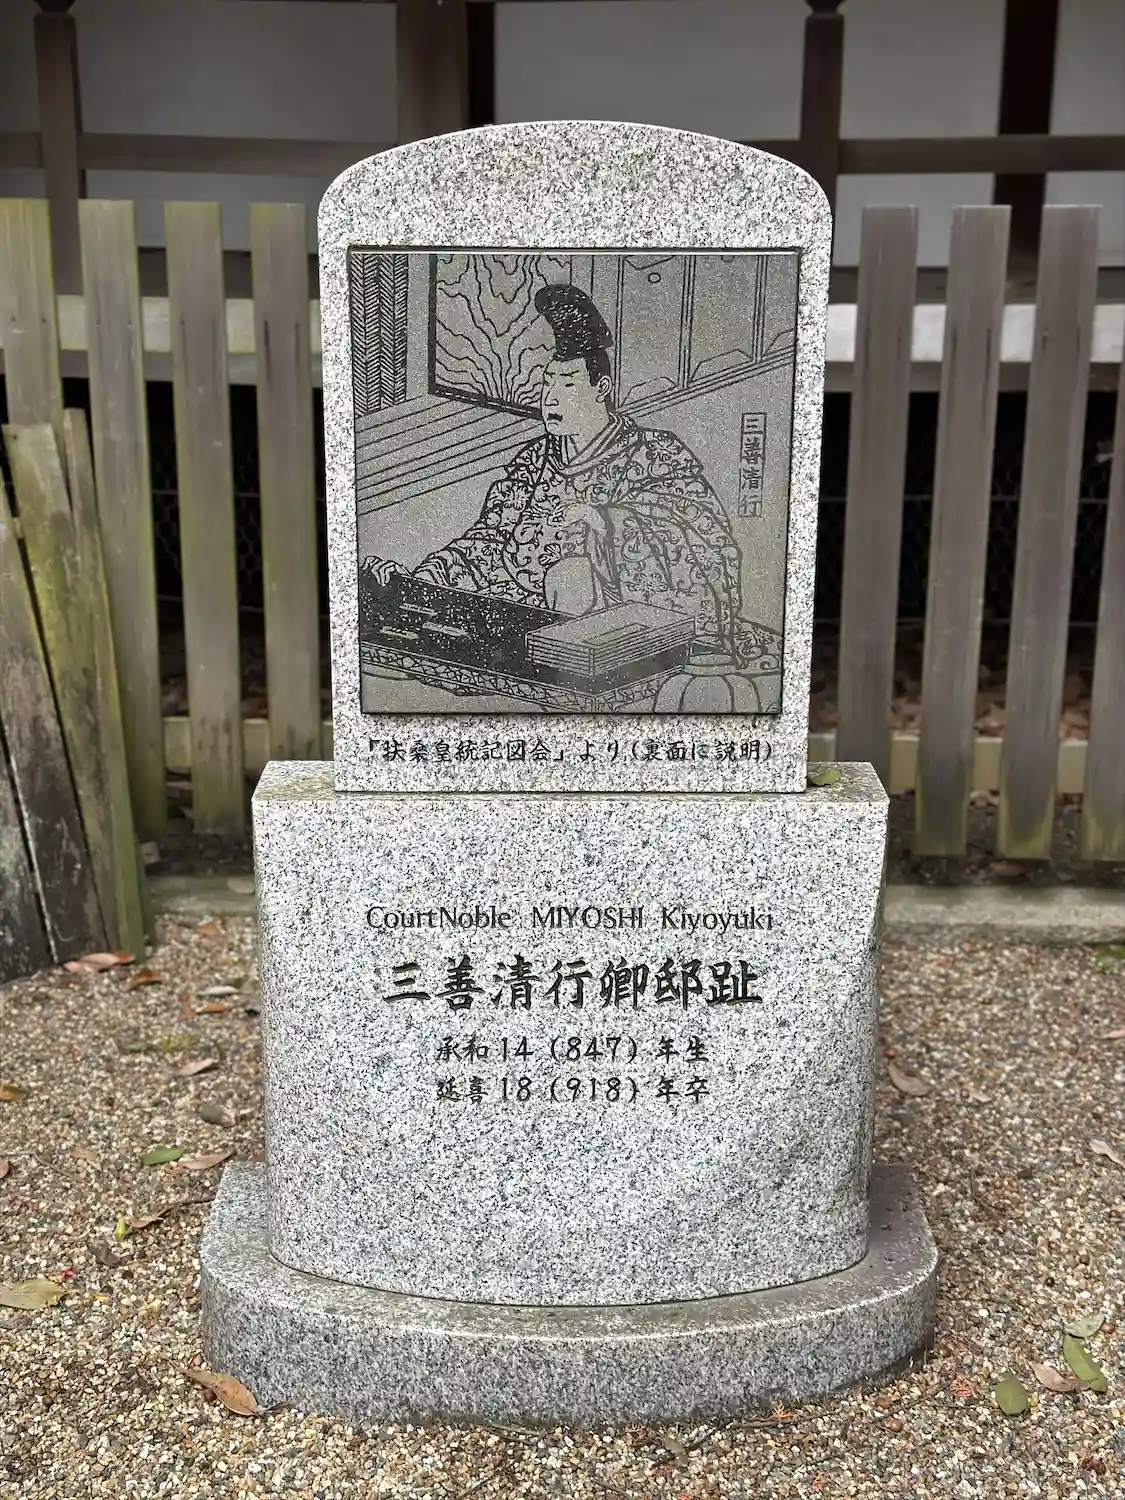 三善清行
「扶桑皇統記図会」より(裏面に説明)
CourtNoble MIYOSHI Kiyoyuki
三善清行卿邸趾
承和14(847)年生
延喜18(918)年卒